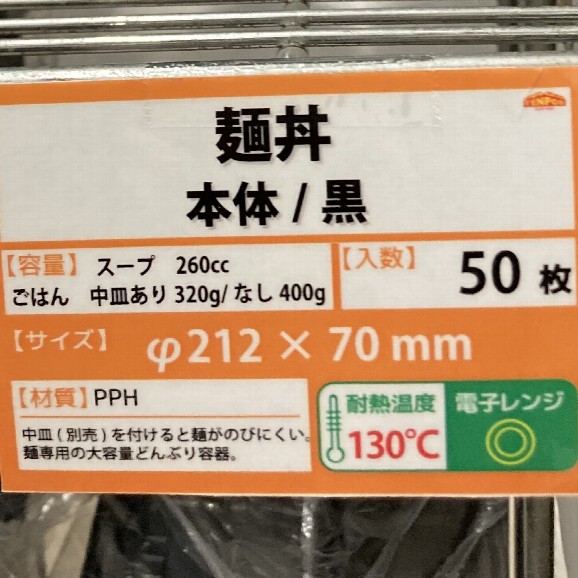 TENPOS
麺丼
本体 / 黒
【容量】 スープ 260cc
ごはん 中皿あり 320g/ なし 400g
【入数】 50 枚
【サイズ】 φ212 × 70 mm
【材質】PPH
中皿 (別売) を付けると麺がのびにくい。
麺専用の大容量どんぶり容器。
耐熱温度
130℃
電子レンジ